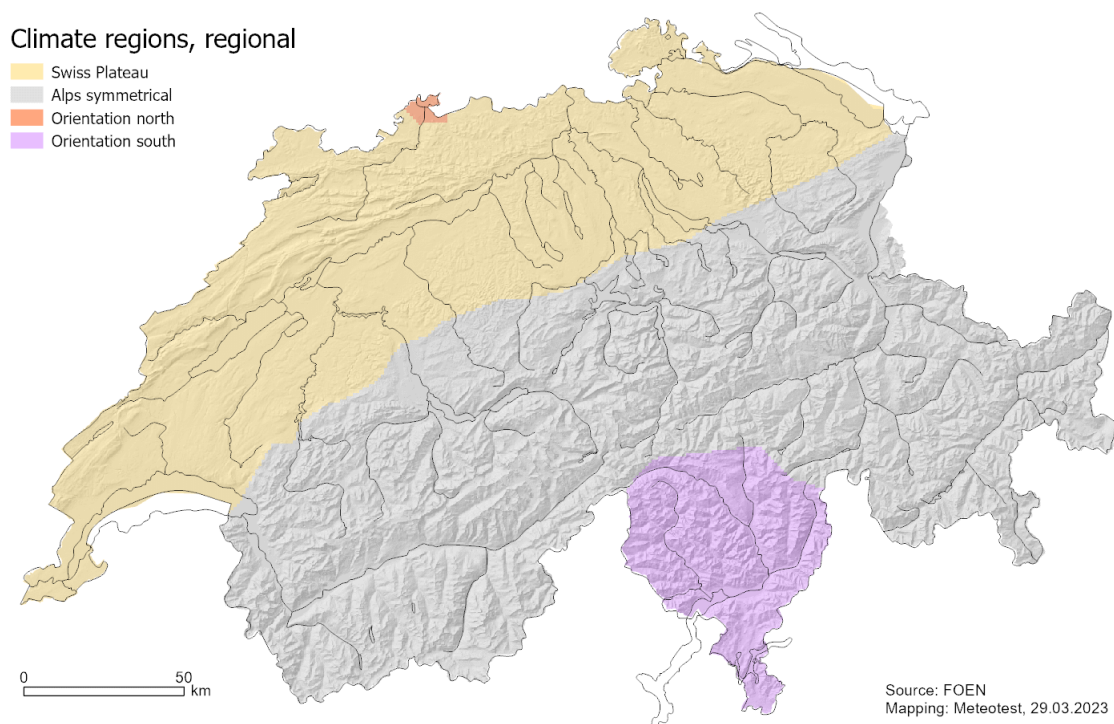 Climate regions, regional
Swiss Plateau
Alps symmetrical
Orientation north
Orientation south
0 50
km
Source: FOEN
Mapping: Meteotest, 29.03.2023